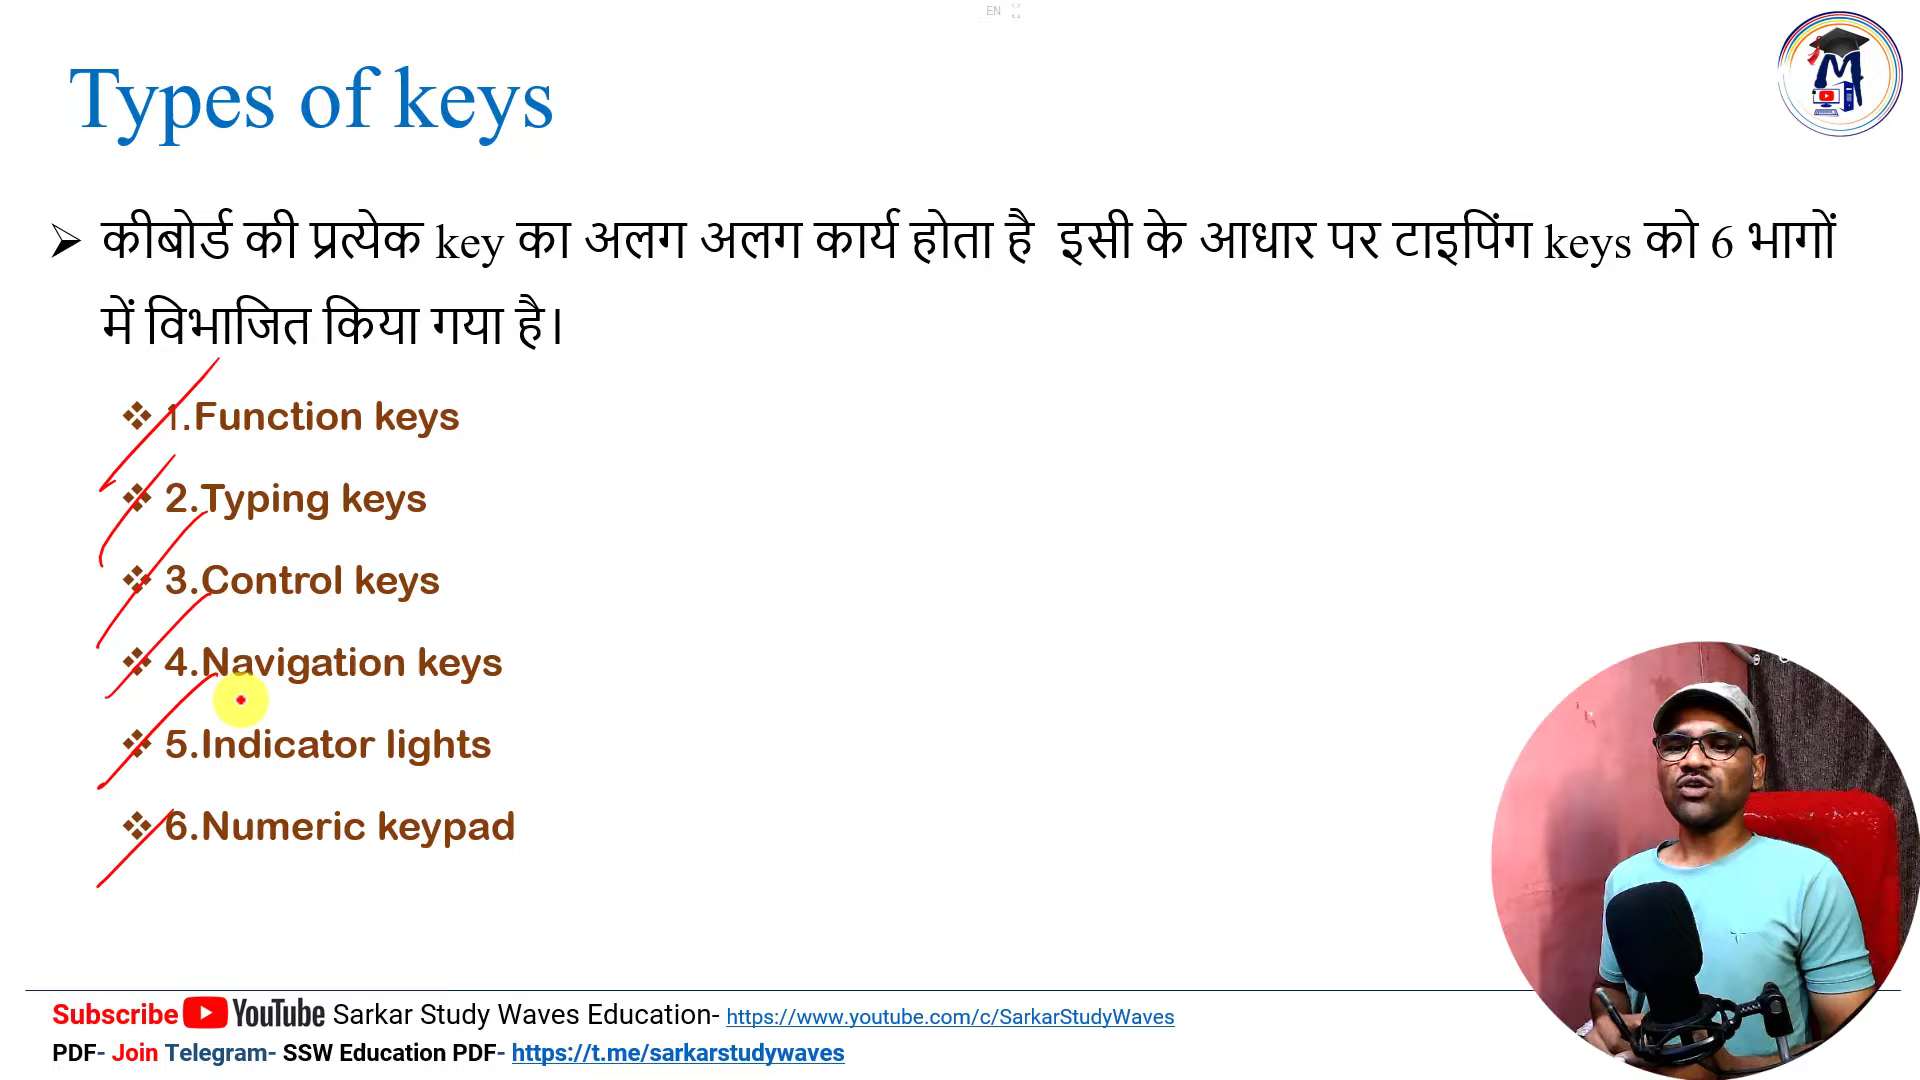 EN
Types of keys
➢ कीबोर्ड की प्रत्येक key का अलग अलग कार्य होता है इसी के आधार पर टाइपिंग keys को 6 भागों
में विभाजित किया गया है।
❖ 1.Function keys
❖ 2.Typing keys
❖ 3.Control keys
❖ 4.Navigation keys
❖ 5.Indicator lights
❖ 6.Numeric keypad
Subscribe YouTube Sarkar Study Waves Education- https://www.youtube.com/c/SarkarStudyWaves
PDF- Join Telegram- SSW Education PDF- https://t.me/sarkarstudywaves